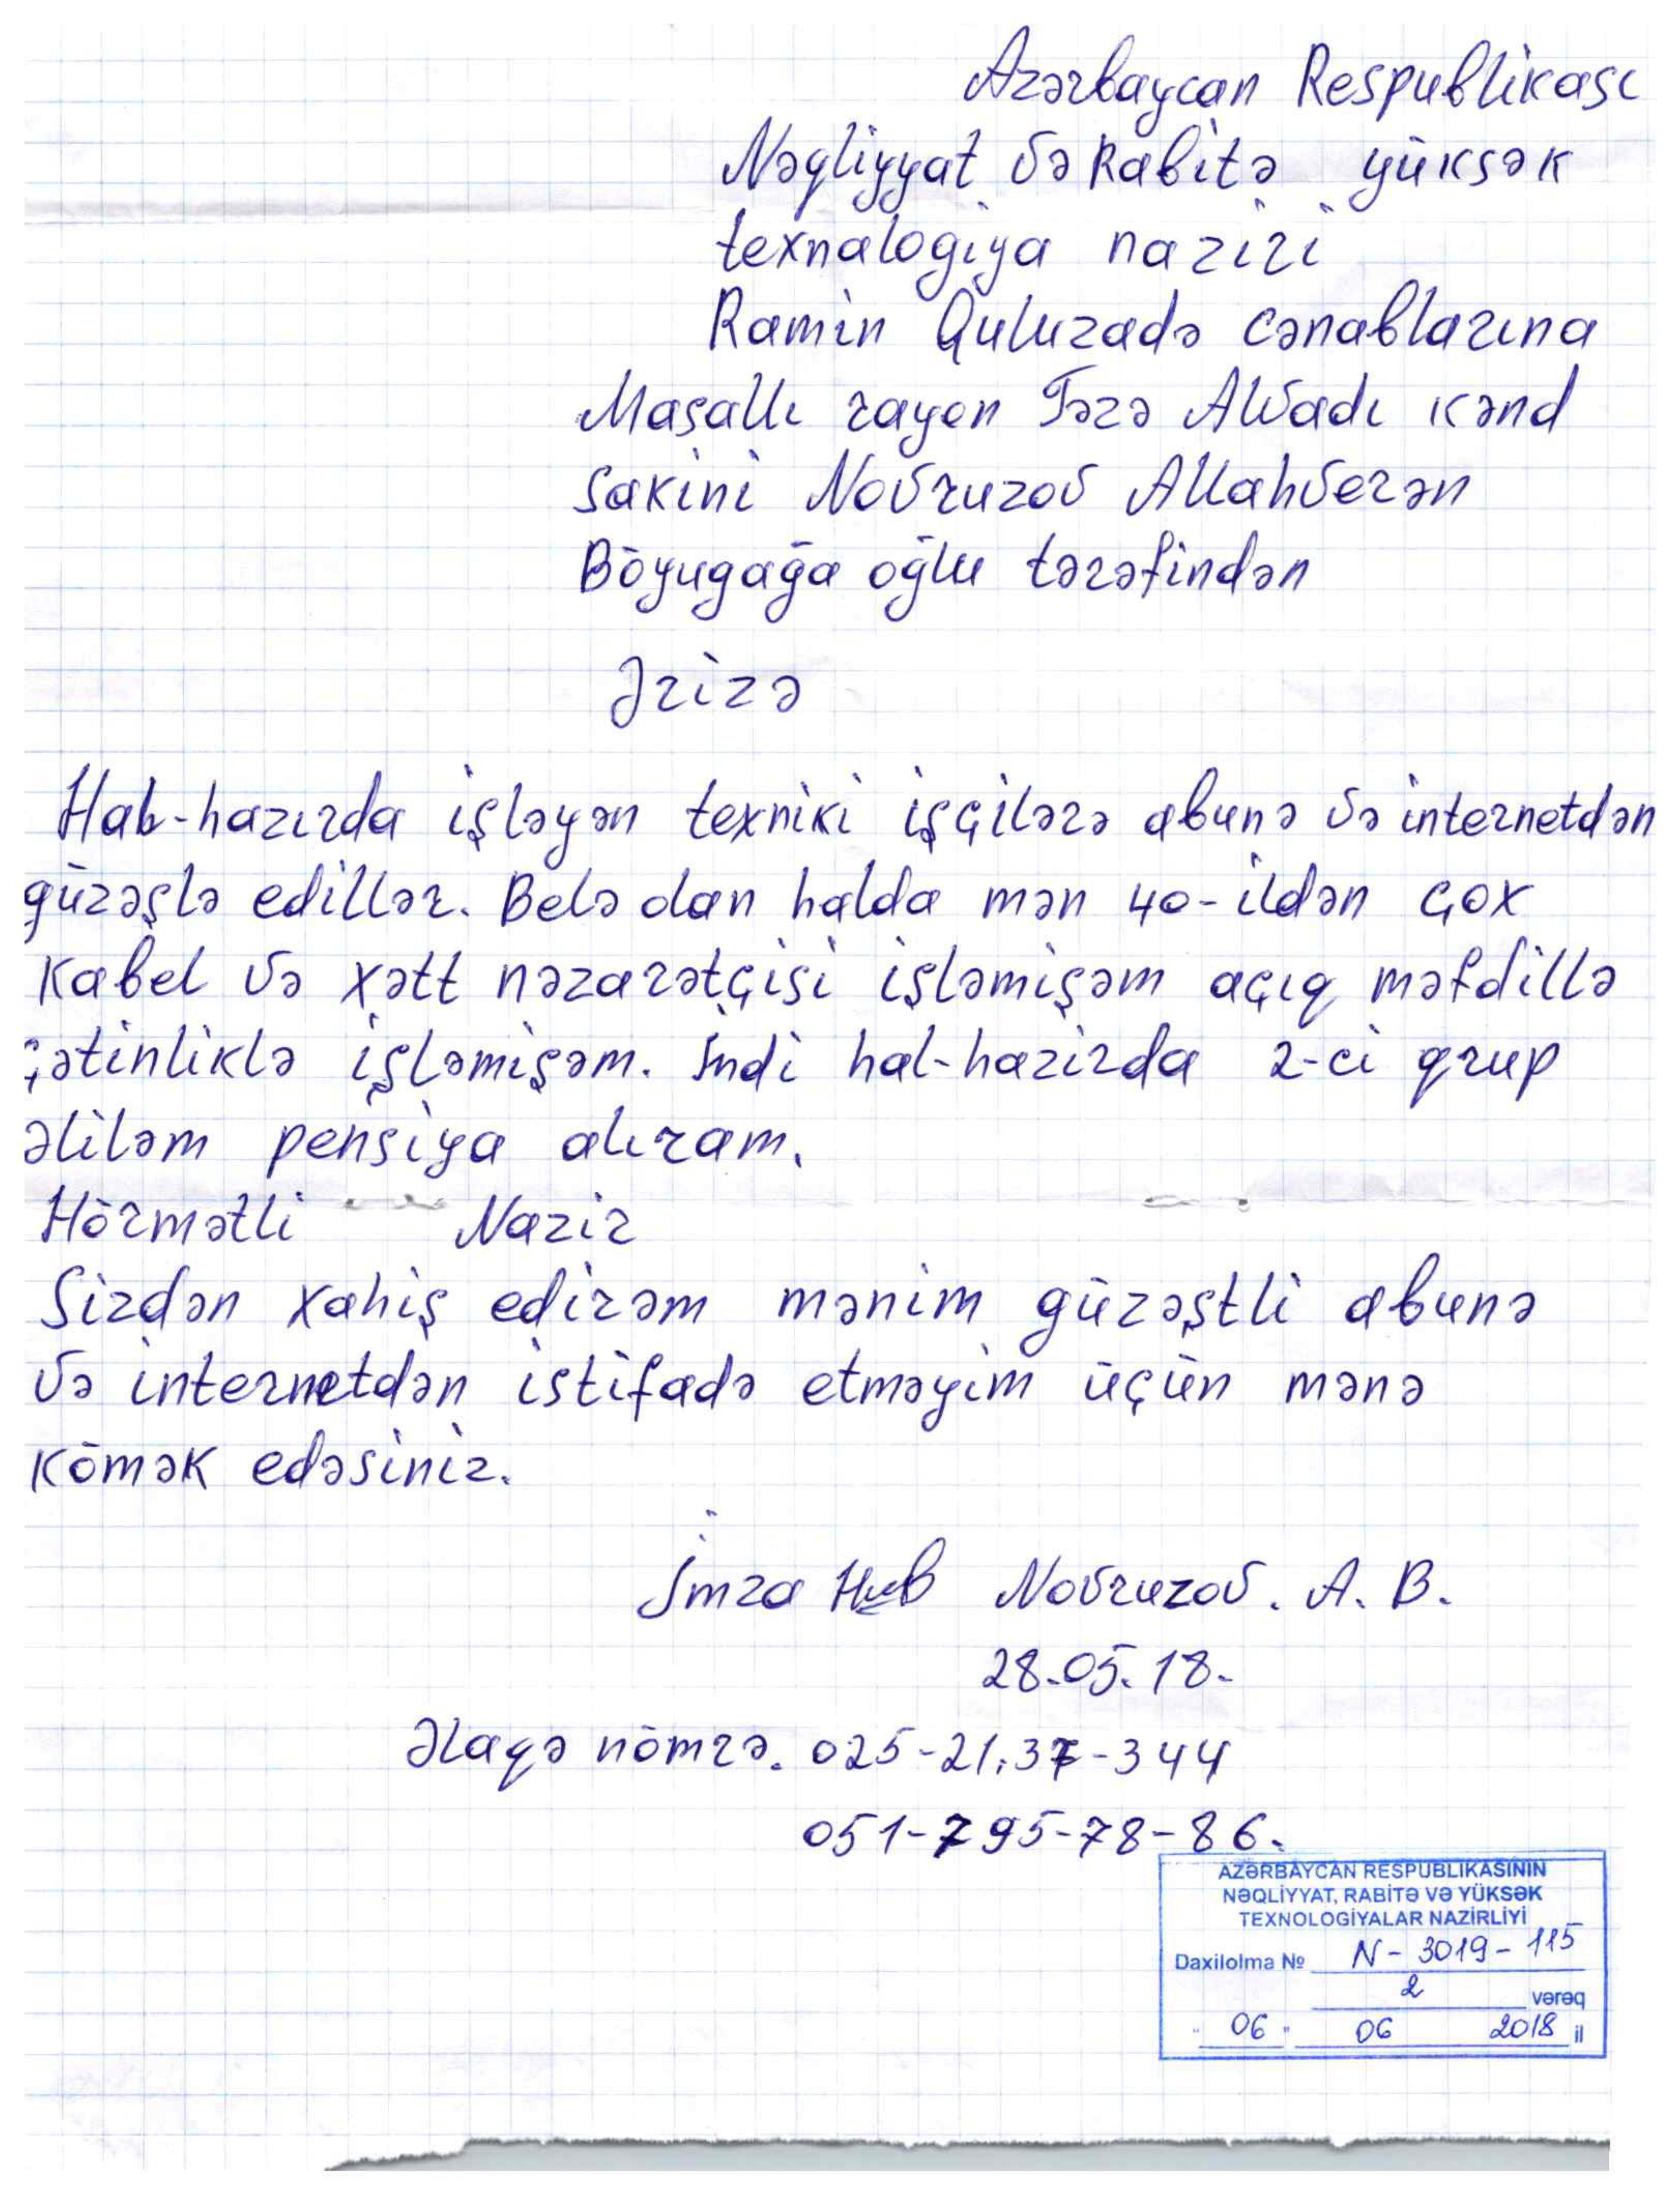 Azərbaycan Respublikası
Nəqliyyat və Rabitə yüksək
texnalogiya naziri
Ramin Quluzadə cənablarına
Masallı rayon Təzə Alvadı kənd
sakini Novruzov Allahverən
Böyugağa oğlu tərəfindən
Ərizə
Hal-hazırda işləyən texniki işçilərə abunə və internetdən
güzəşlə edillər. Belə olan halda mən 40-ildən çox
kabel və xətt nəzarətçisi işləmişəm açıq məfdillə
çətinliklə işləmişəm. İndi hal-hazirda 2-ci qrup
əliləm pensiya alıram.
Hörmətli Nazir
Sizdən xahiş edirəm mənim güzəştli abunə
və internetdən istifadə etməyim üçün mənə
kömək edəsiniz.
İmza Novruzov. A. B.
28.05.18.
Əlaqə nömrə. 025-21.37-344
051-795-78-86.
AZƏRBAYCAN RESPUBLİKASININ
NƏQLİYYAT, RABİTƏ VƏ YÜKSƏK
TEXNOLOGİYALAR NAZİRLİYİ
Daxilolma № N-3019-115
2 vərəq
"06" 06 2018 il